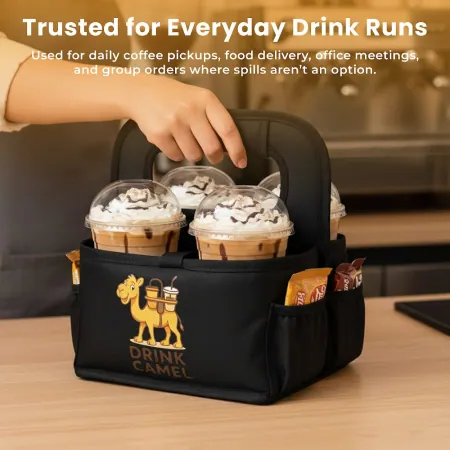 Trusted for Everyday Drink Runs
Used for daily coffee pickups, food delivery, office meetings,
and group orders where spills aren't an option.
DRINK
CAMEL